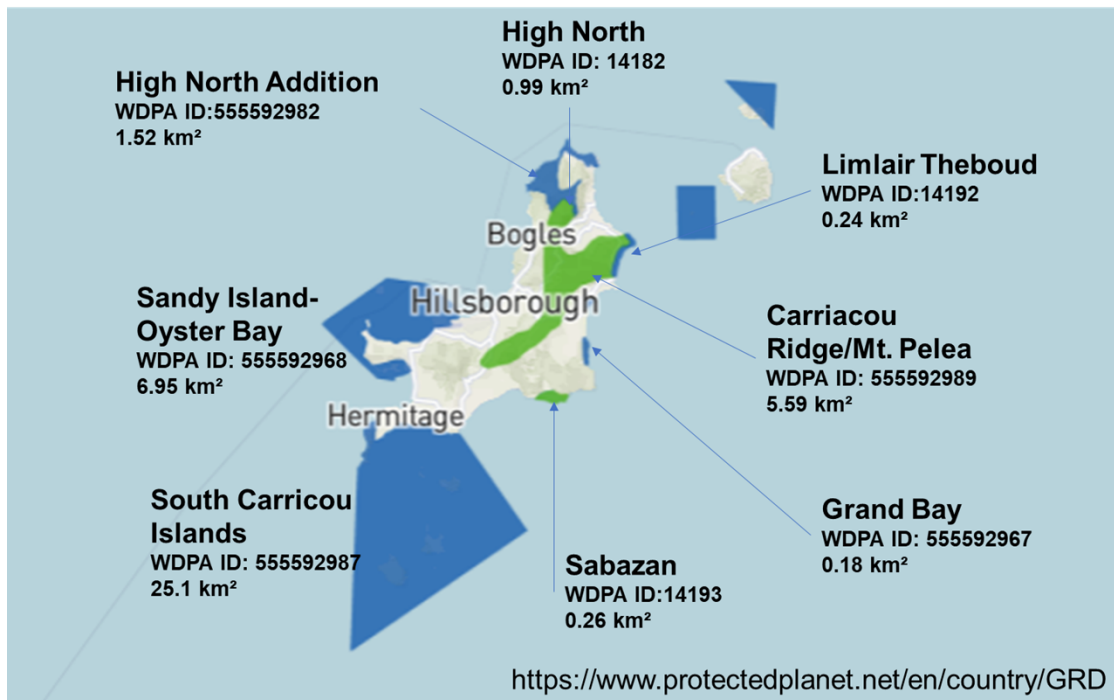 High North
WDPA ID: 14182
0.99 km²
High North Addition
WDPA ID:555592982
1.52 km²
Limlair Theboud
WDPA ID:14192
0.24 km²
Bogles
Sandy Island-
Oyster Bay
WDPA ID: 555592968
6.95 km²
Hillsborough
Carriacou
Ridge/Mt. Pelea
WDPA ID: 555592989
5.59 km²
Hermitage
South Carricou
Islands
WDPA ID: 555592987
25.1 km²
Grand Bay
WDPA ID: 555592967
0.18 km²
Sabazan
WDPA ID:14193
0.26 km²
https://www.protectedplanet.net/en/country/GRD